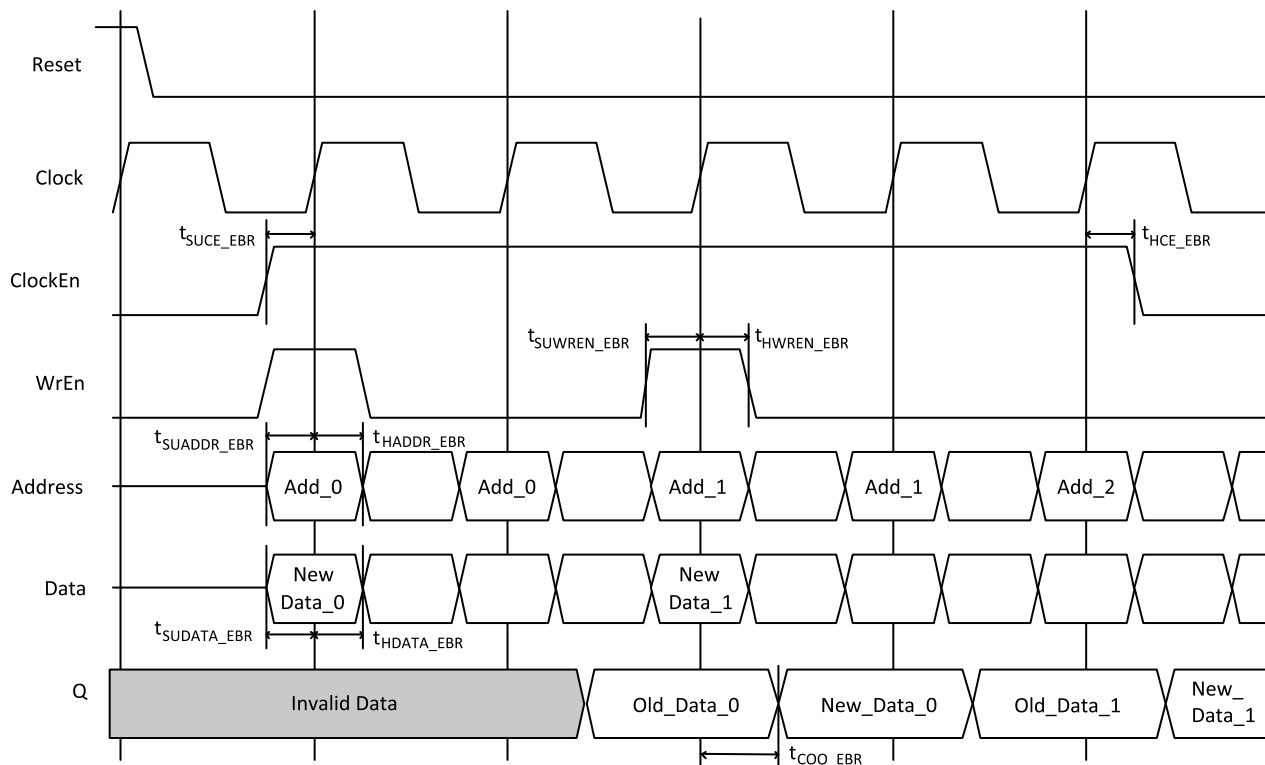 Reset
Clock
tSUCE_EBR
tHCE_EBR
ClockEn
tSUWREN_EBR
tHWREN_EBR
WrEn
tSUADDR_EBR
tHADDR_EBR
Address
Add_0
Add_0
Add_1
Add_1
Add_2
Data
New
Data_0
New
Data_1
tSUDATA_EBR
tHDATA_EBR
Q
Invalid Data
Old_Data_0
New_Data_0
Old_Data_1
New_
Data_1
tCOO_EBR